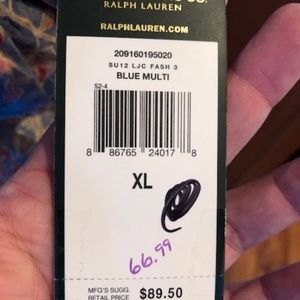 RALPH LAUREN
RALPHLAUREN.COM
209160195020
SU12 LJC FASH 3
BLUE MULTI
S2-4
8 86765 24017 8
XL
66.99
MFG'S SUGG.
RETAIL PRICE $89.50